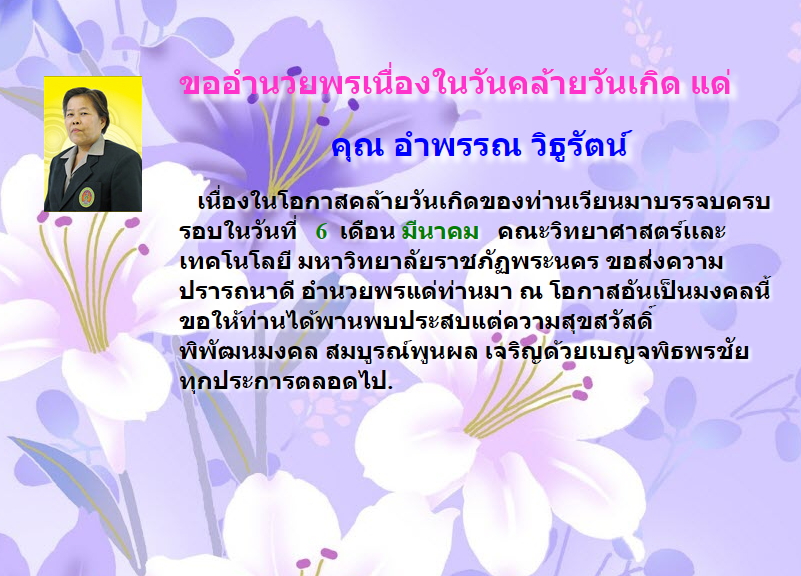 ขออำนวยพรเนื่องในวันคล้ายวันเกิด แด่
คุณ อำพรรณ วิธูรัตน์
เนื่องในโอกาสคล้ายวันเกิดของท่านเวียนมาบรรจบครบ
รอบในวันที่ 6 เดือน มีนาคม คณะวิทยาศาสตร์และ
เทคโนโลยี มหาวิทยาลัยราชภัฏพระนคร ขอส่งความ
ปรารถนาดี อำนวยพรแด่ท่านมา ณ โอกาสอันเป็นมงคลนี้
ขอให้ท่านได้พานพบประสบแต่ความสุขสวัสดิ์
พิพัฒนมงคล สมบูรณ์พูนผล เจริญด้วยเบญจพิธพรชัย
ทุกประการตลอดไป.